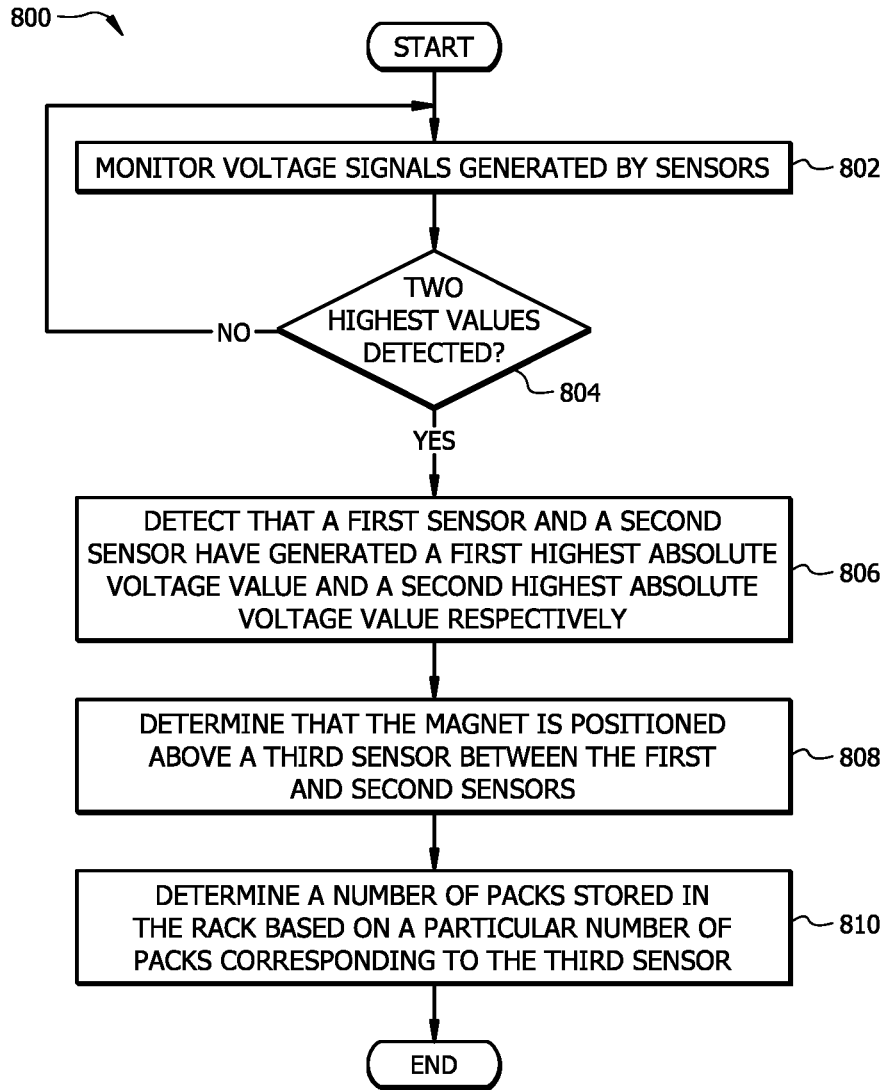 800
START
MONITOR VOLTAGE SIGNALS GENERATED BY SENSORS
802
TWO
HIGHEST VALUES
DETECTED?
NO
804
YES
DETECT THAT A FIRST SENSOR AND A SECOND
SENSOR HAVE GENERATED A FIRST HIGHEST ABSOLUTE
VOLTAGE VALUE AND A SECOND HIGHEST ABSOLUTE
VOLTAGE VALUE RESPECTIVELY
806
DETERMINE THAT THE MAGNET IS POSITIONED
ABOVE A THIRD SENSOR BETWEEN THE FIRST
AND SECOND SENSORS
808
DETERMINE A NUMBER OF PACKS STORED IN
THE RACK BASED ON A PARTICULAR NUMBER OF
PACKS CORRESPONDING TO THE THIRD SENSOR
810
END